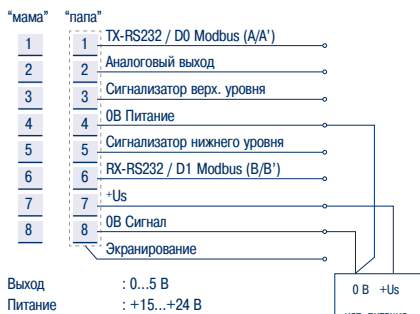 “мама” “папа”
1 1 TX-RS232 / D0 Modbus (A/A’)
2 2 Аналоговый выход
3 3 Сигнализатор верх. уровня
4 4 0В Питание
5 5 Сигнализатор нижнего уровня
6 6 RX-RS232 / D1 Modbus (B/B’)
7 7 +Us
8 8 0В Сигнал
Экранирование
Выход : 0...5 В
Питание : +15...+24 В
0 В +Us